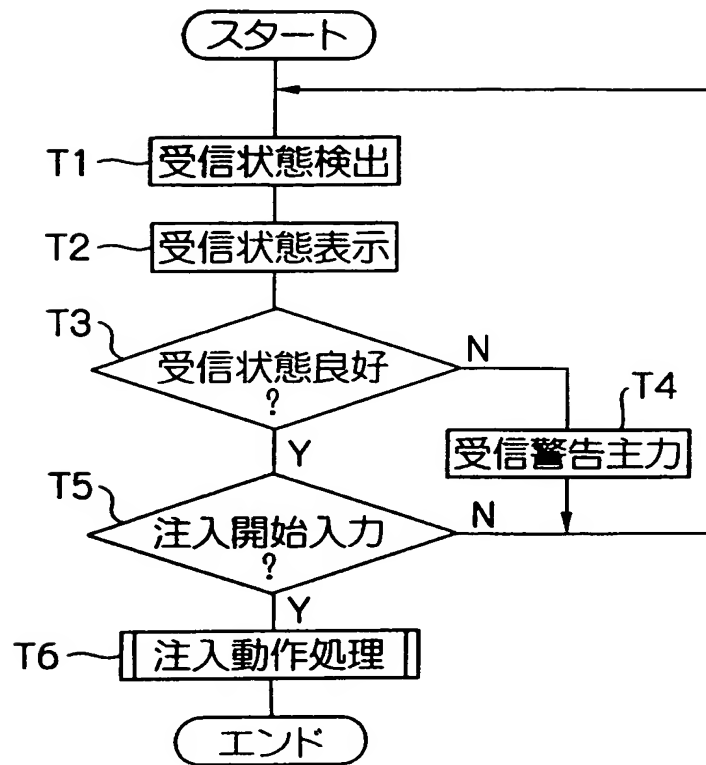 スタート
T1
受信状態検出
T2
受信状態表示
T3
受信状態良好
?
N
T4
受信警告主力
Y
T5
注入開始入力
?
N
Y
T6
注入動作処理
エンド